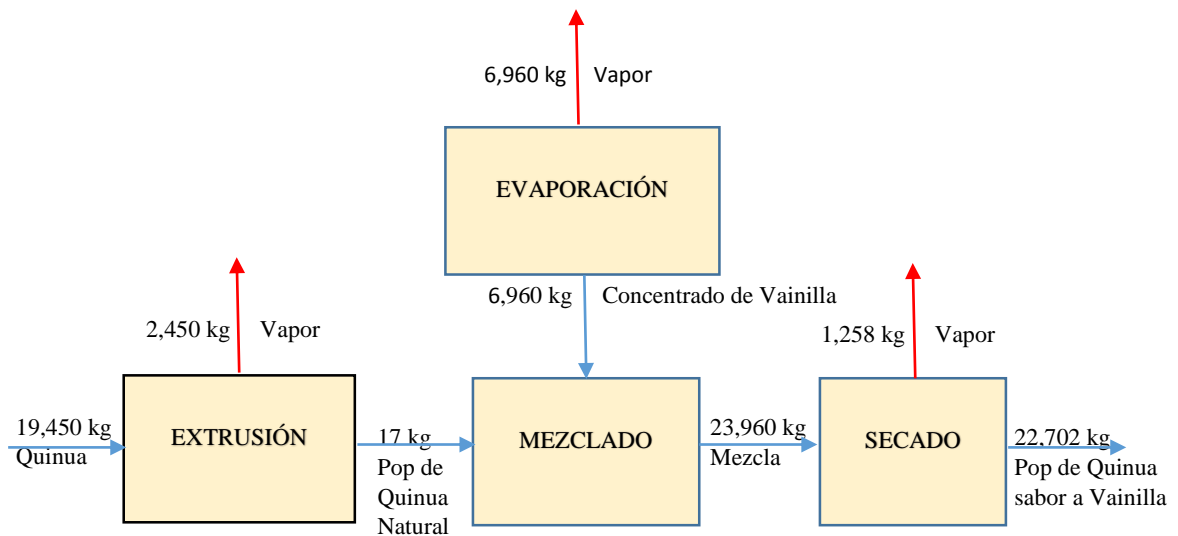 6,960 kg Vapor
EVAPORACIÓN
6,960 kg Concentrado de Vainilla
2,450 kg Vapor
1,258 kg Vapor
19,450 kg
Quinua
EXTRUSIÓN
17 kg
Pop de
Quinua
Natural
MEZCLADO
23,960 kg
Mezcla
SECADO
22,702 kg
Pop de Quinua
sabor a Vainilla